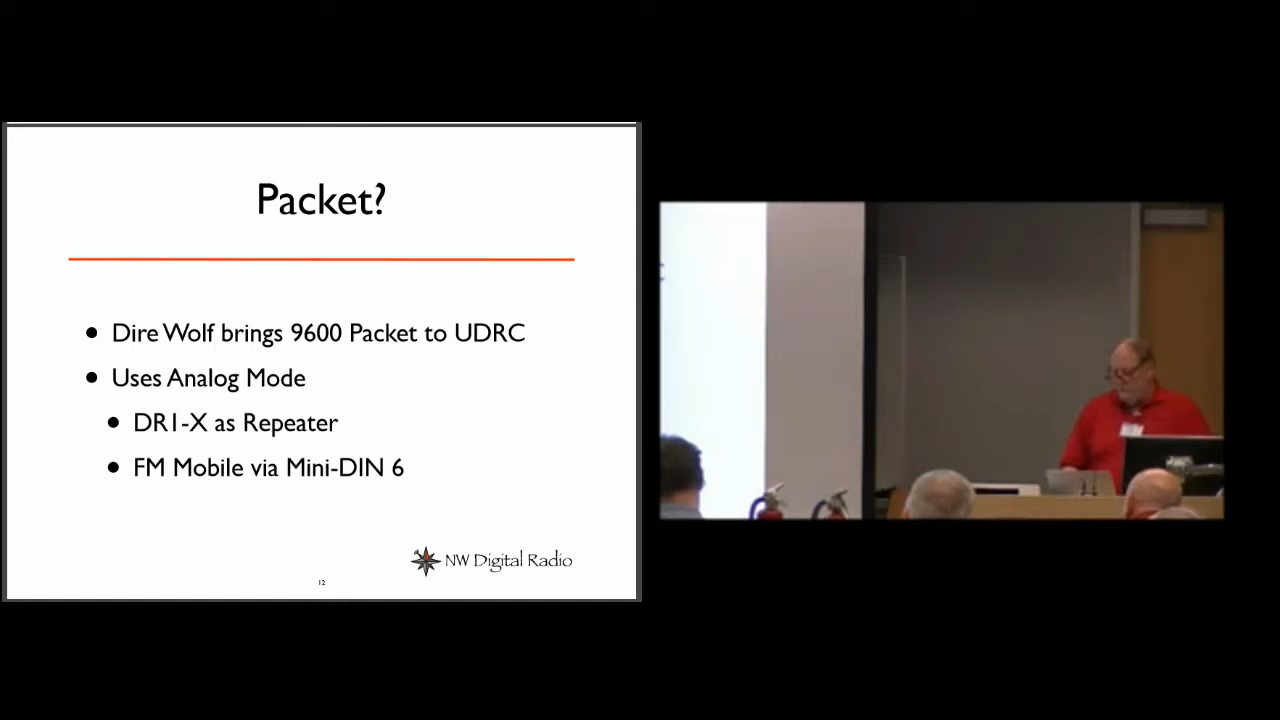 Packet?
Dire Wolf brings 9600 Packet to UDRC
Uses Analog Mode
DR1-X as Repeater
FM Mobile via Mini-DIN 6
NW Digital Radio
12